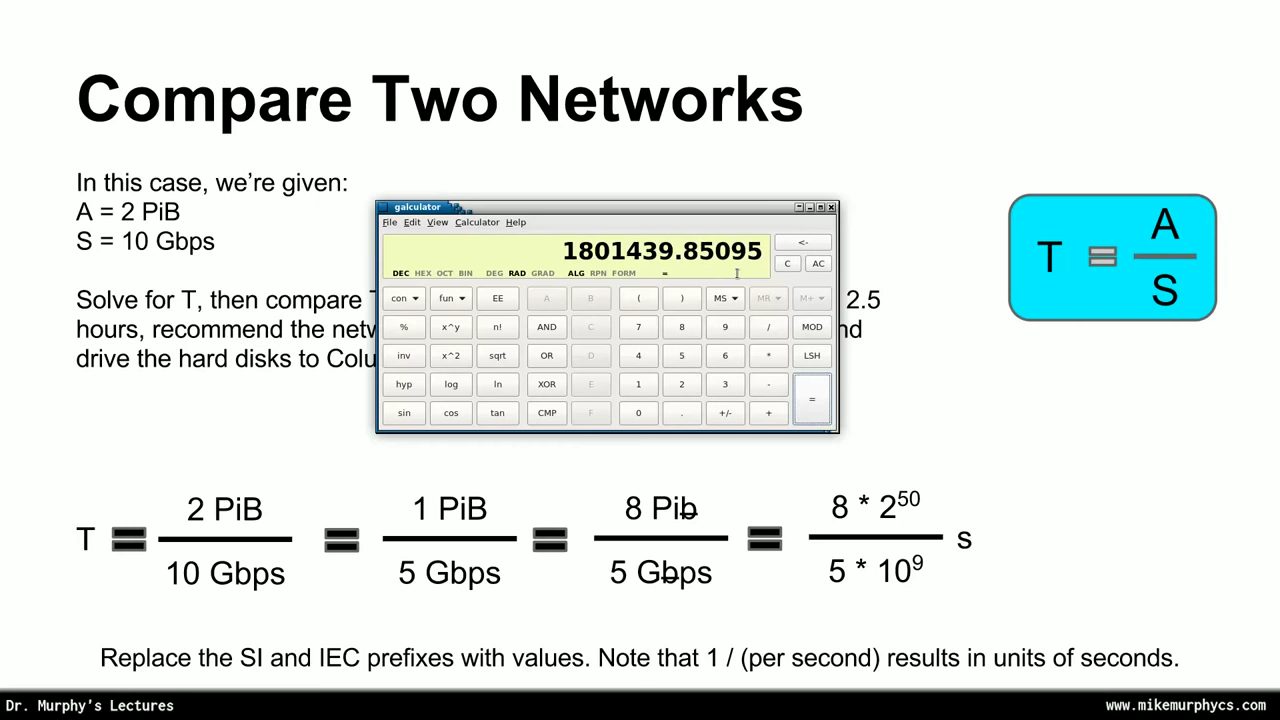 Compare Two Networks
In this case, we're given:
A = 2 PiB
S = 10 Gbps
T = A / S
Solve for T, then compare T
2.5
hours, recommend the netw
nd
drive the hard disks to Colu
galculator
File Edit View Calculator Help
1801439.85095
DEC HEX OCT BIN DEG RAD GRAD ALG RPN FORM =
<- 
C AC
con fun EE A B ( ) MS MR M+
% x^y n! AND C 7 8 9 / MOD
inv x^2 sqrt OR D 4 5 6 * LSH
hyp log ln XOR E 1 2 3 - =
sin cos tan CMP F 0 . +/- +
T = 2 PiB / 10 Gbps = 1 PiB / 5 Gbps = 8 Pib / 5 Gbps = 8 * 2^50 / 5 * 10^9 s
Replace the SI and IEC prefixes with values. Note that 1 / (per second) results in units of seconds.
Dr. Murphy's Lectures
www.mikemurphycs.com